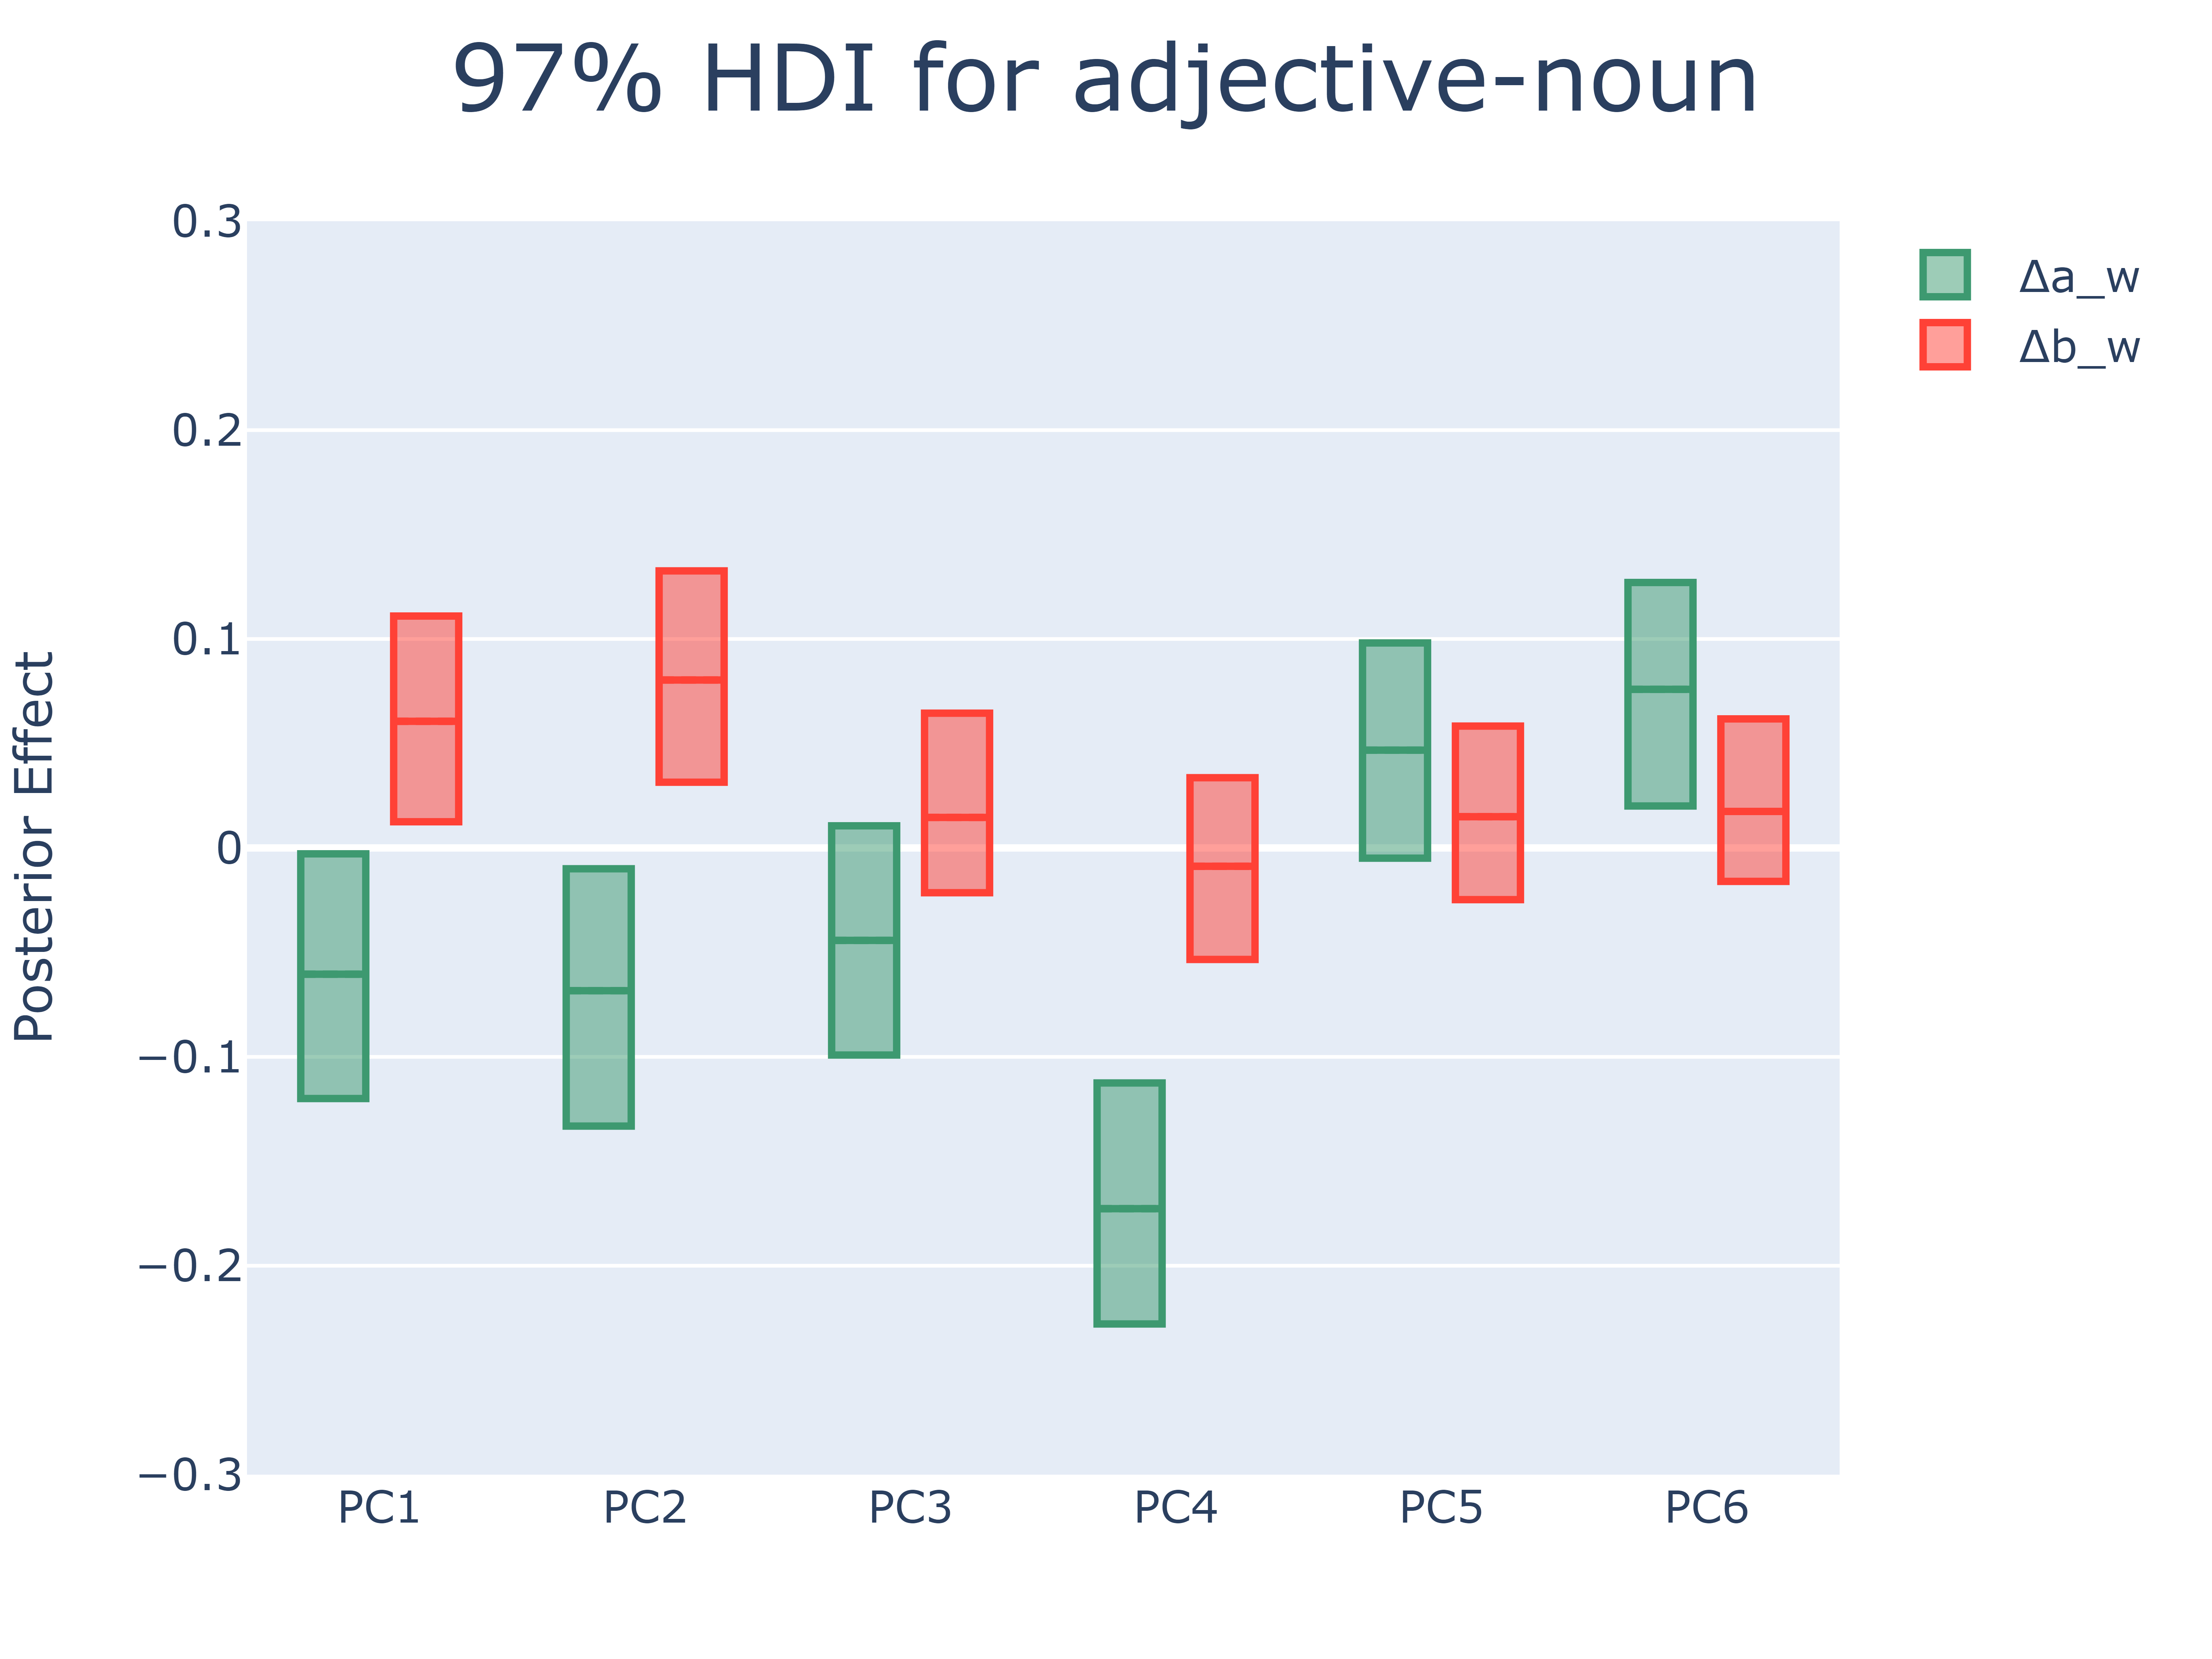 97% HDI for adjective-noun
Posterior Effect
0.3
0.2
0.1
0
−0.1
−0.2
−0.3
PC1 PC2 PC3 PC4 PC5 PC6
Δa_w
Δb_w